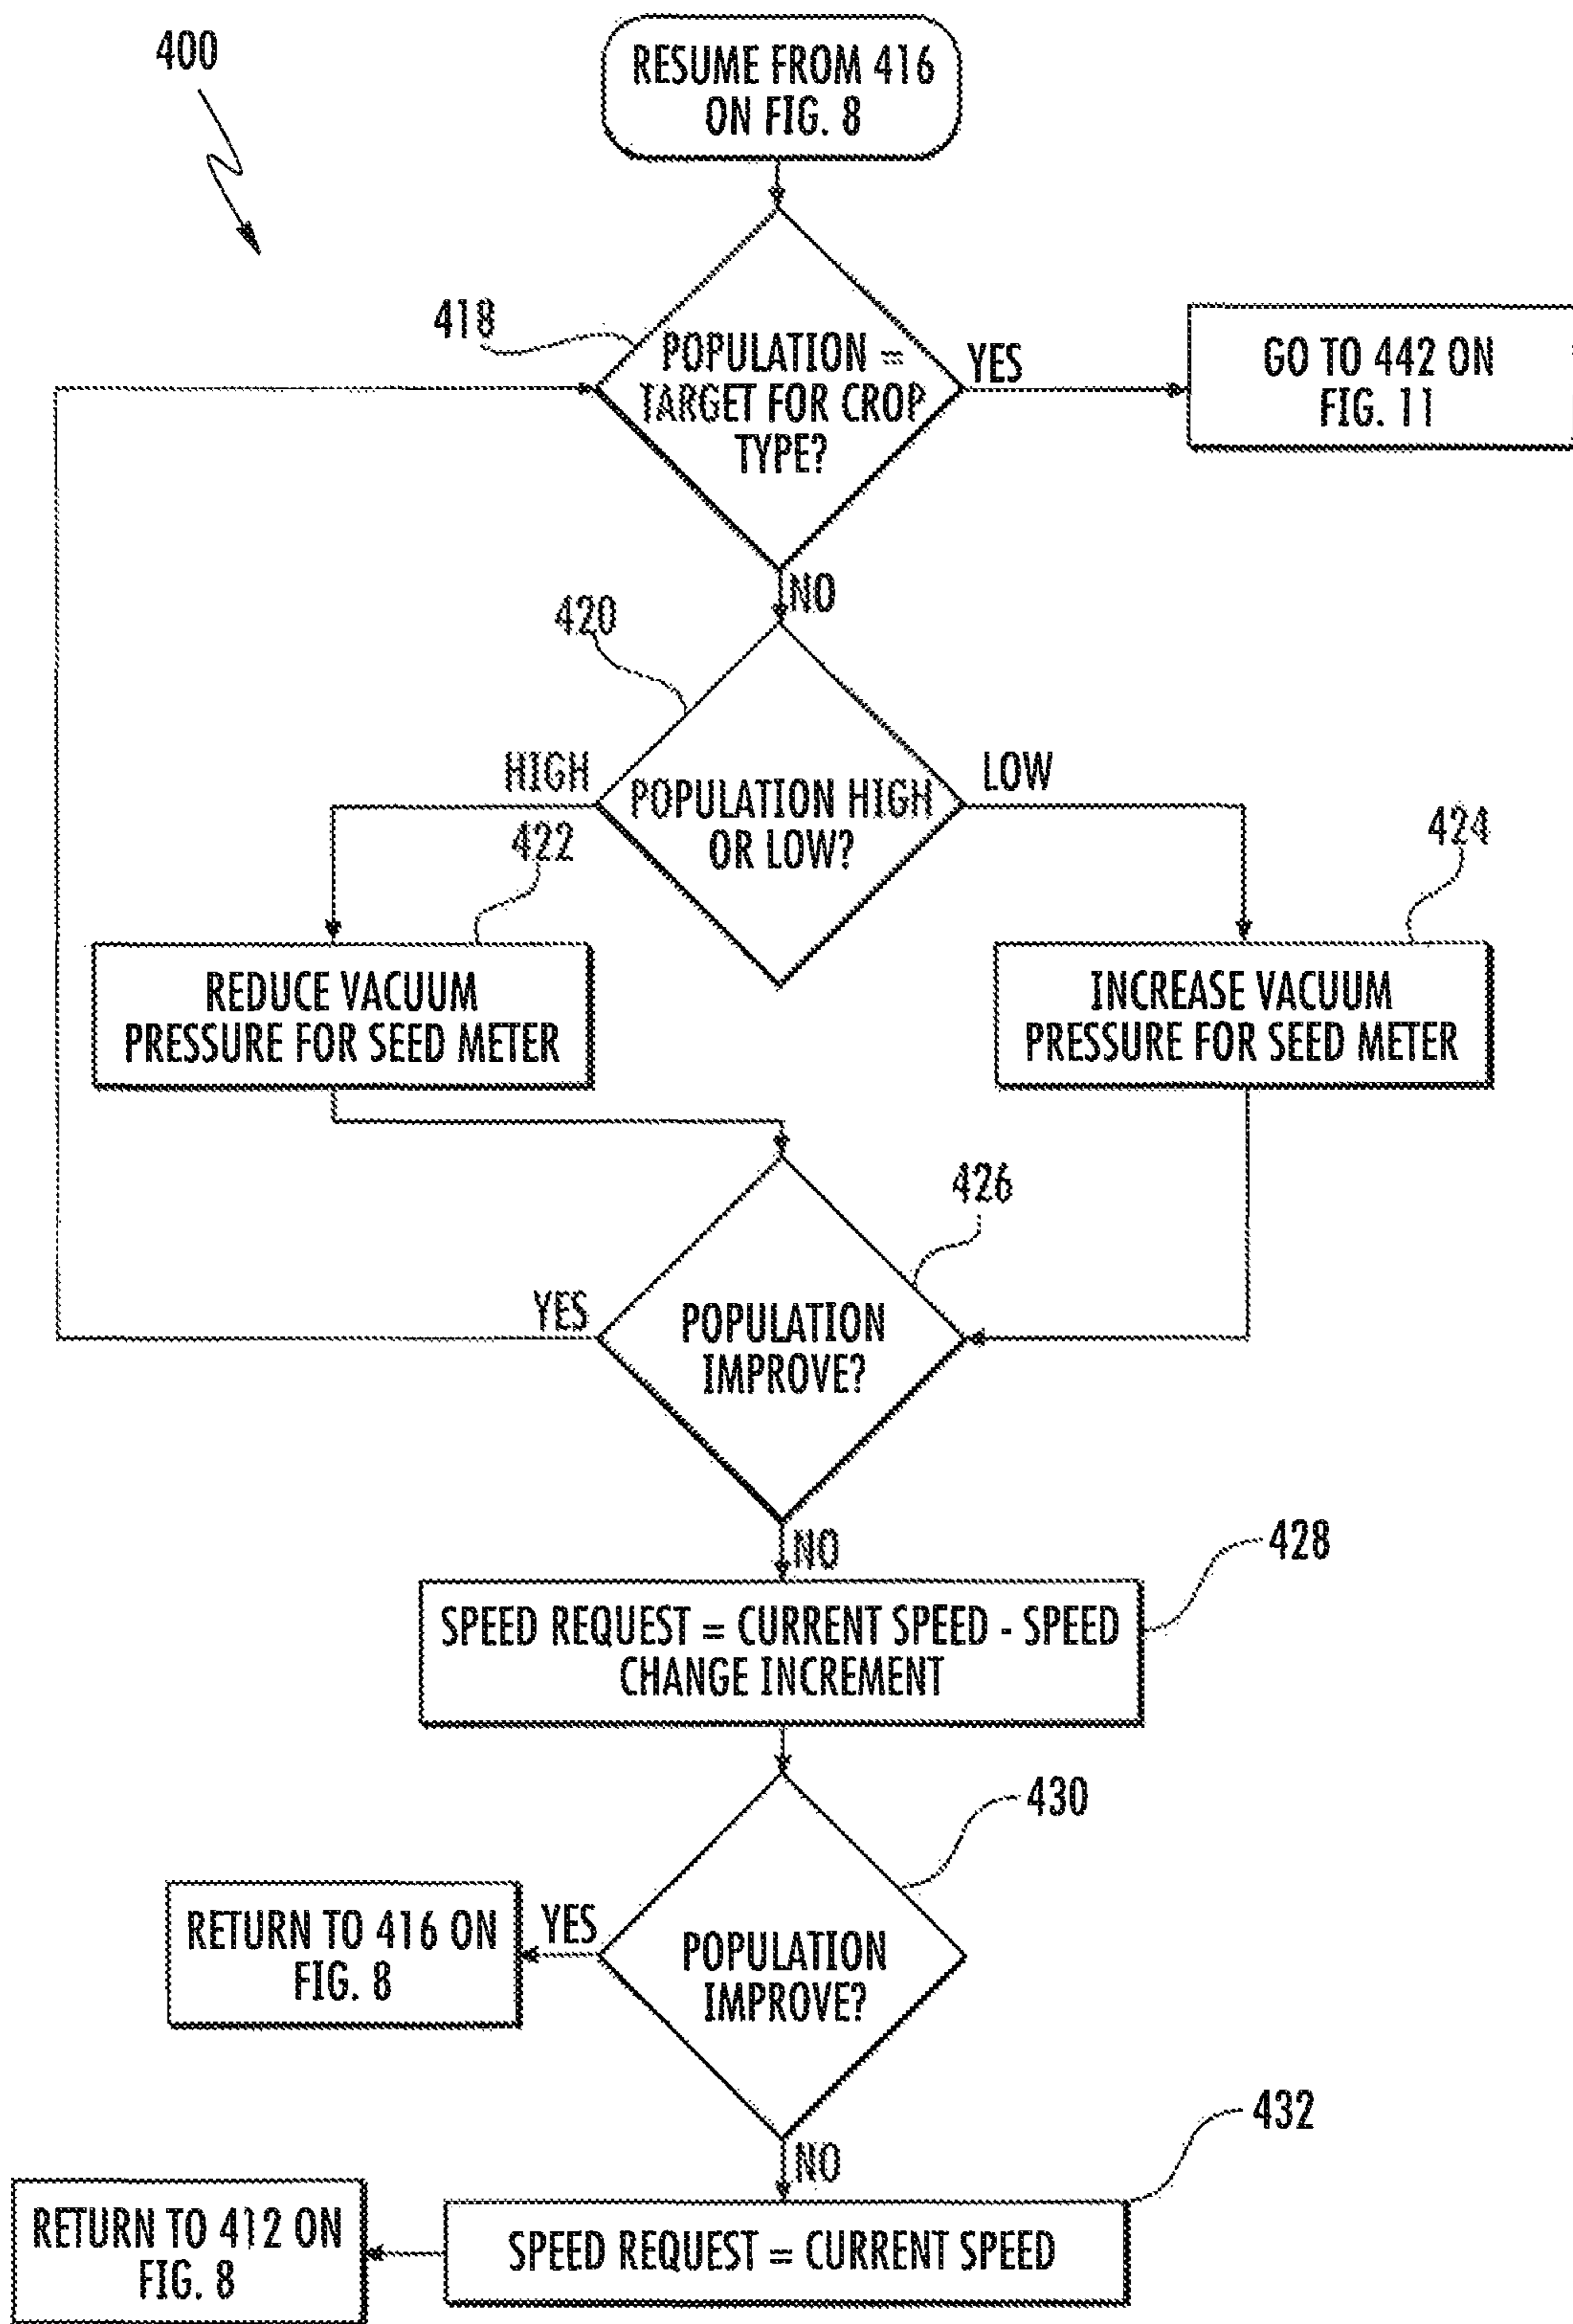 400
RESUME FROM 416
ON FIG. 8
418
POPULATION =
TARGET FOR CROP
TYPE?
YES
GO TO 442 ON
FIG. 11
NO
420
HIGH
POPULATION HIGH
OR LOW?
LOW
422
424
REDUCE VACUUM
PRESSURE FOR SEED METER
INCREASE VACUUM
PRESSURE FOR SEED METER
426
YES
POPULATION
IMPROVE?
NO
428
SPEED REQUEST = CURRENT SPEED - SPEED
CHANGE INCREMENT
430
RETURN TO 416 ON
FIG. 8
YES
POPULATION
IMPROVE?
NO
432
RETURN TO 412 ON
FIG. 8
SPEED REQUEST = CURRENT SPEED